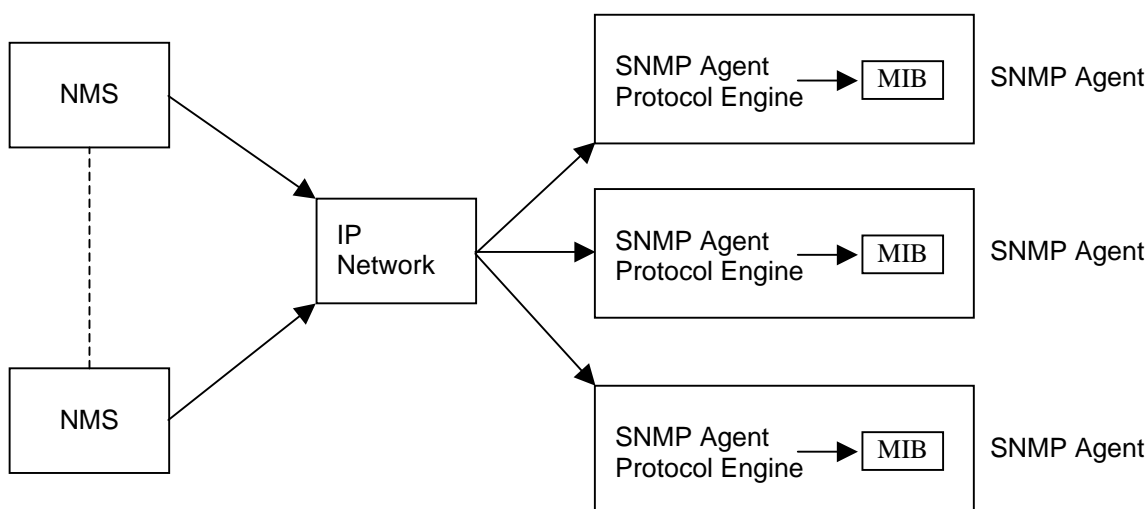 NMS
NMS
IP
Network
SNMP Agent
Protocol Engine
MIB
SNMP Agent
SNMP Agent
Protocol Engine
MIB
SNMP Agent
SNMP Agent
Protocol Engine
MIB
SNMP Agent